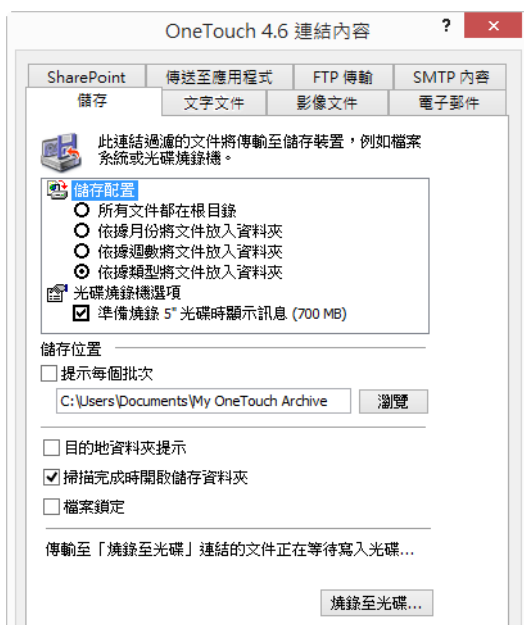 OneTouch 4.6 連結內容
?
×
SharePoint 傳送至應用程式 FTP 傳輸 SMTP 內容
儲存 文字文件 影像文件 電子郵件
此連結過濾的文件將傳輸至儲存裝置，例如檔案
系統或光碟燒錄機。
儲存配置
所有文件都在根目錄
依據月份將文件放入資料夾
依據週數將文件放入資料夾
依據類型將文件放入資料夾
光碟燒錄機選項
準備燒錄 5" 光碟時顯示訊息 (700 MB)
儲存位置
提示每個批次
C:\Users\Documents\My OneTouch Archive 瀏覽
目的地資料夾提示
掃描完成時開啟儲存資料夾
檔案鎖定
傳輸至「燒錄至光碟」連結的文件正在等待寫入光碟...
燒錄至光碟...